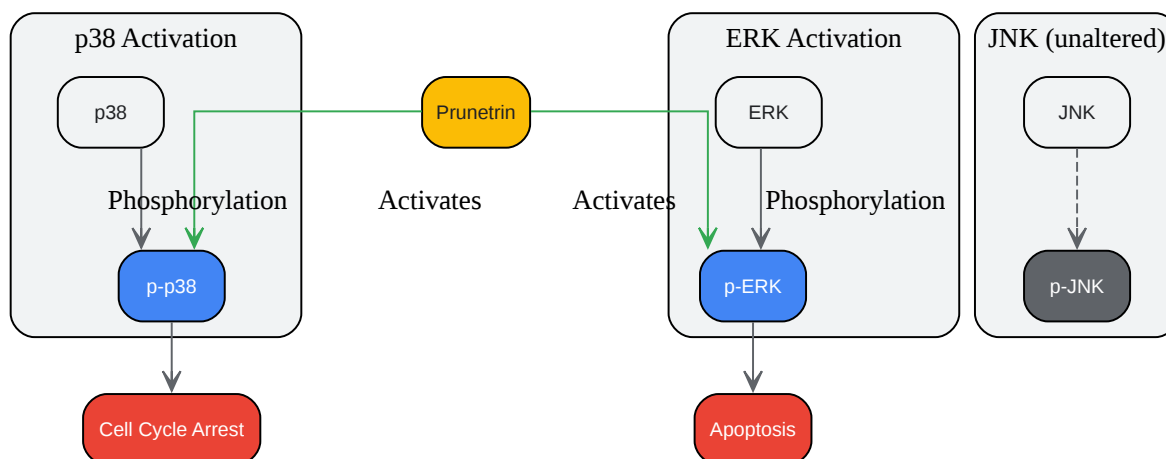 p38 Activation
ERK Activation
JNK (unaltered)
p38
Prunetrin
ERK
JNK
Phosphorylation
Activates
Activates
Phosphorylation
p-p38
p-ERK
p-JNK
Cell Cycle Arrest
Apoptosis